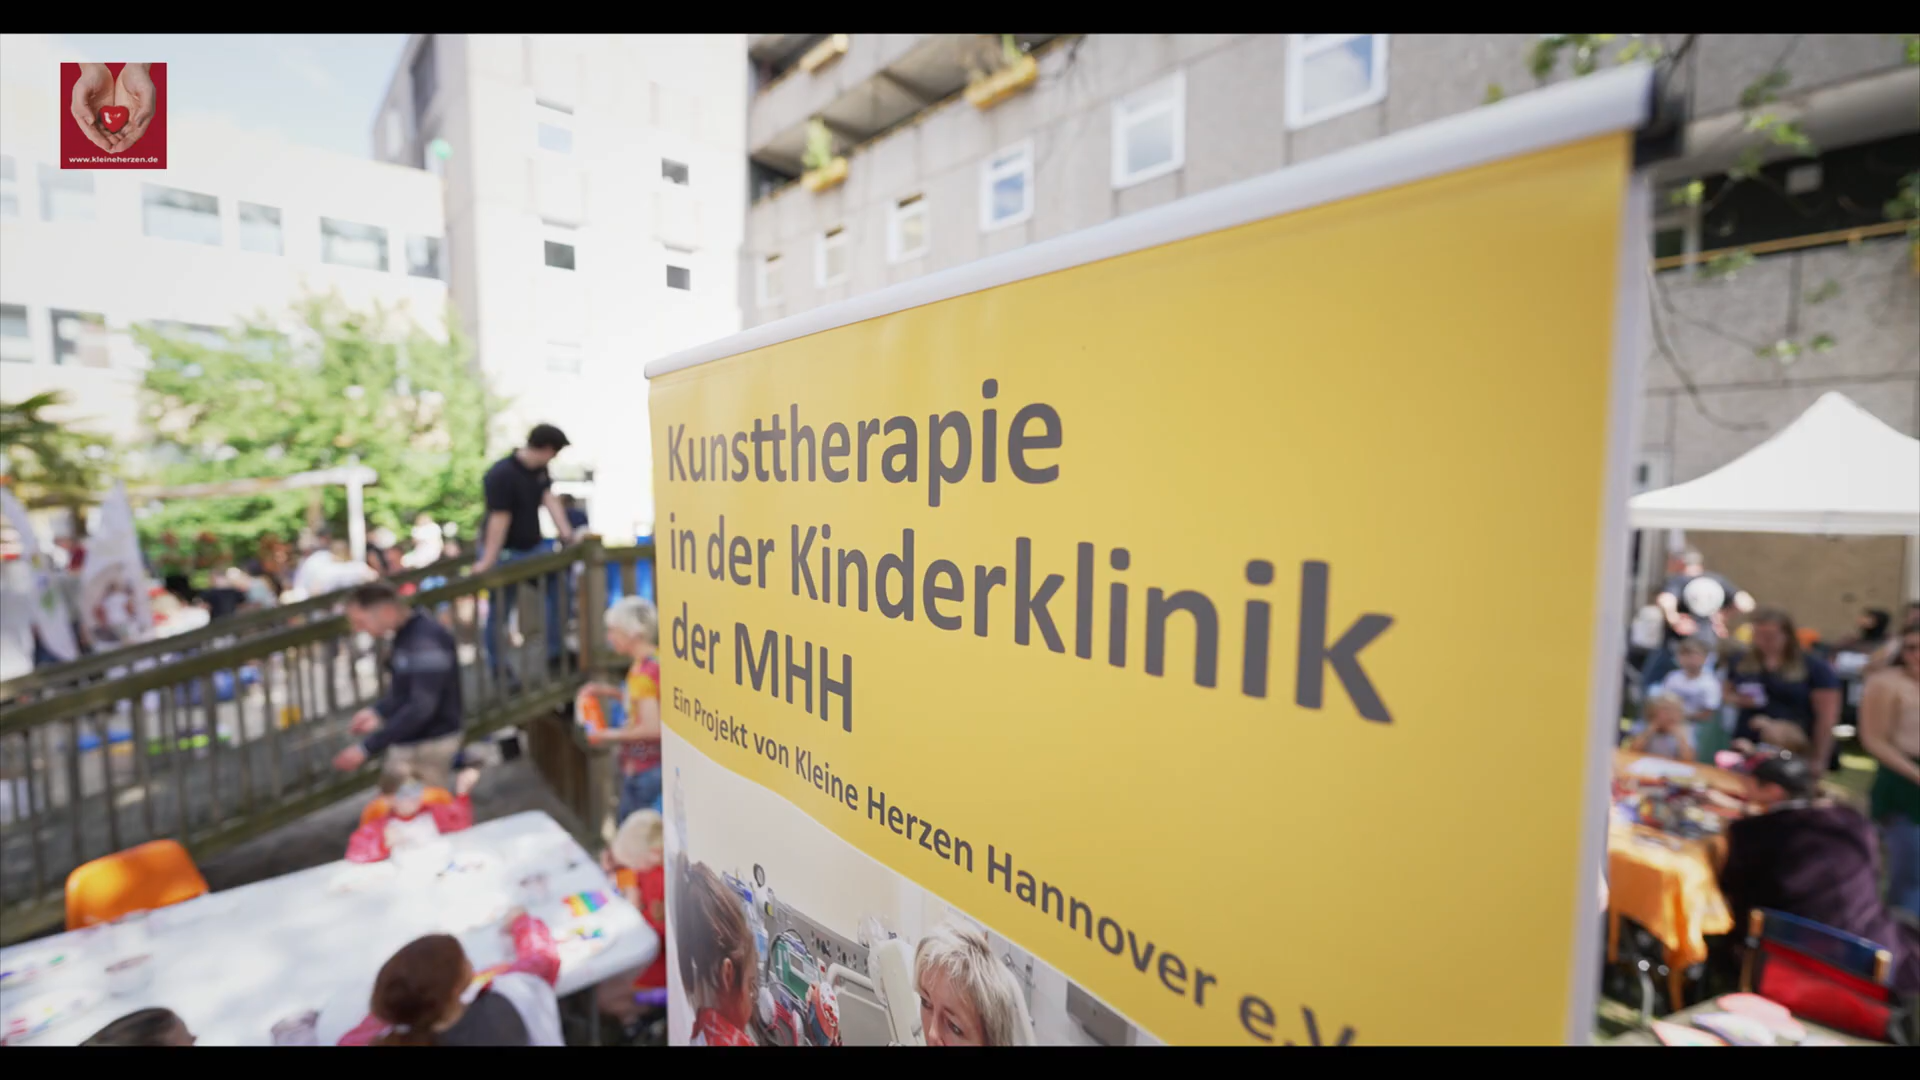 www.kleineherzen.de
Kunsttherapie
in der Kinderklinik
der MHH
Ein Projekt von Kleine Herzen Hannover e.V.